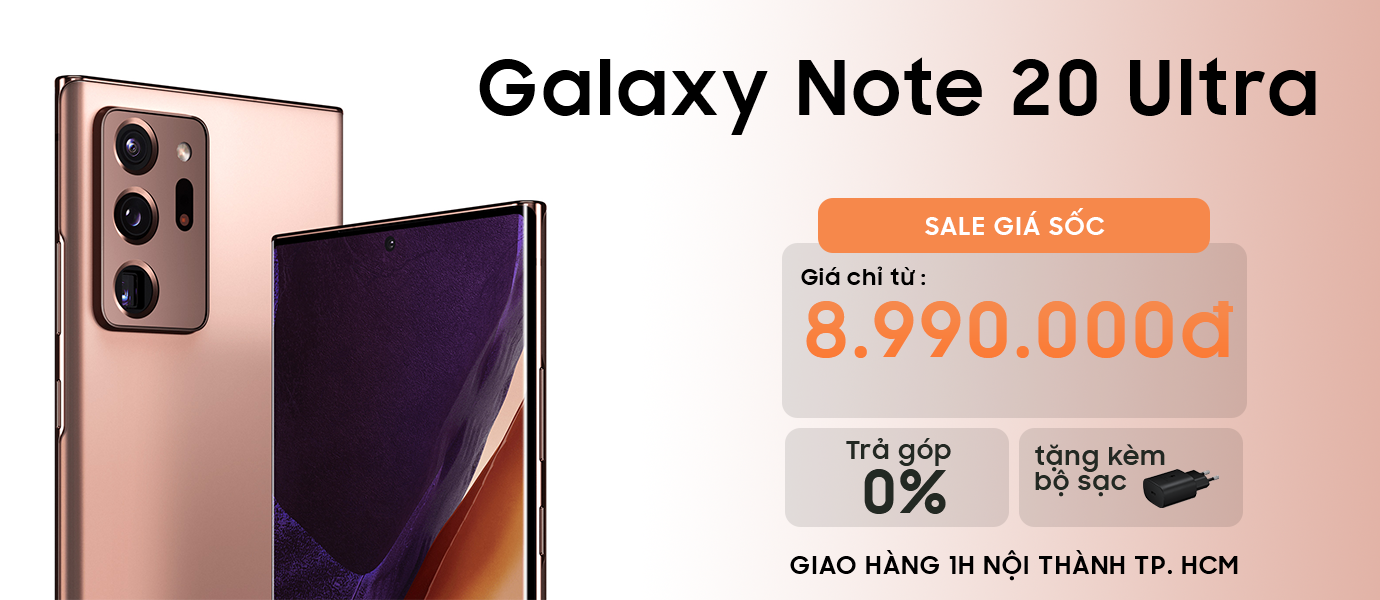 Galaxy Note 20 Ultra
SALE GIÁ SỐC
Giá chỉ từ :
8.990.000đ
Trả góp
0%
tặng kèm
bộ sạc
GIAO HÀNG 1H NỘI THÀNH TP. HCM